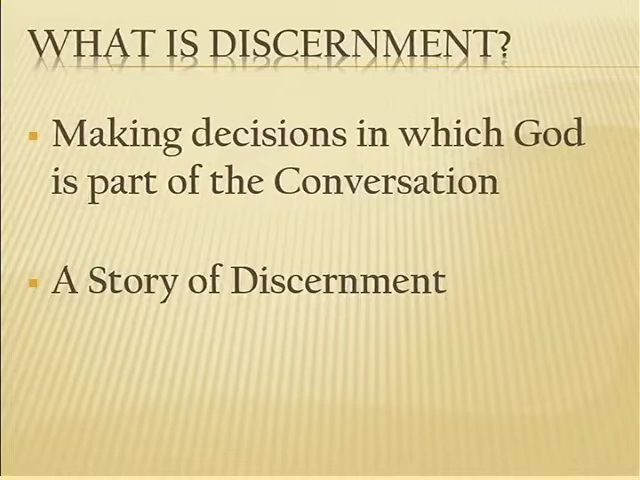 WHAT IS DISCERNMENT?
▪ Making decisions in which God
is part of the Conversation
▪ A Story of Discernment